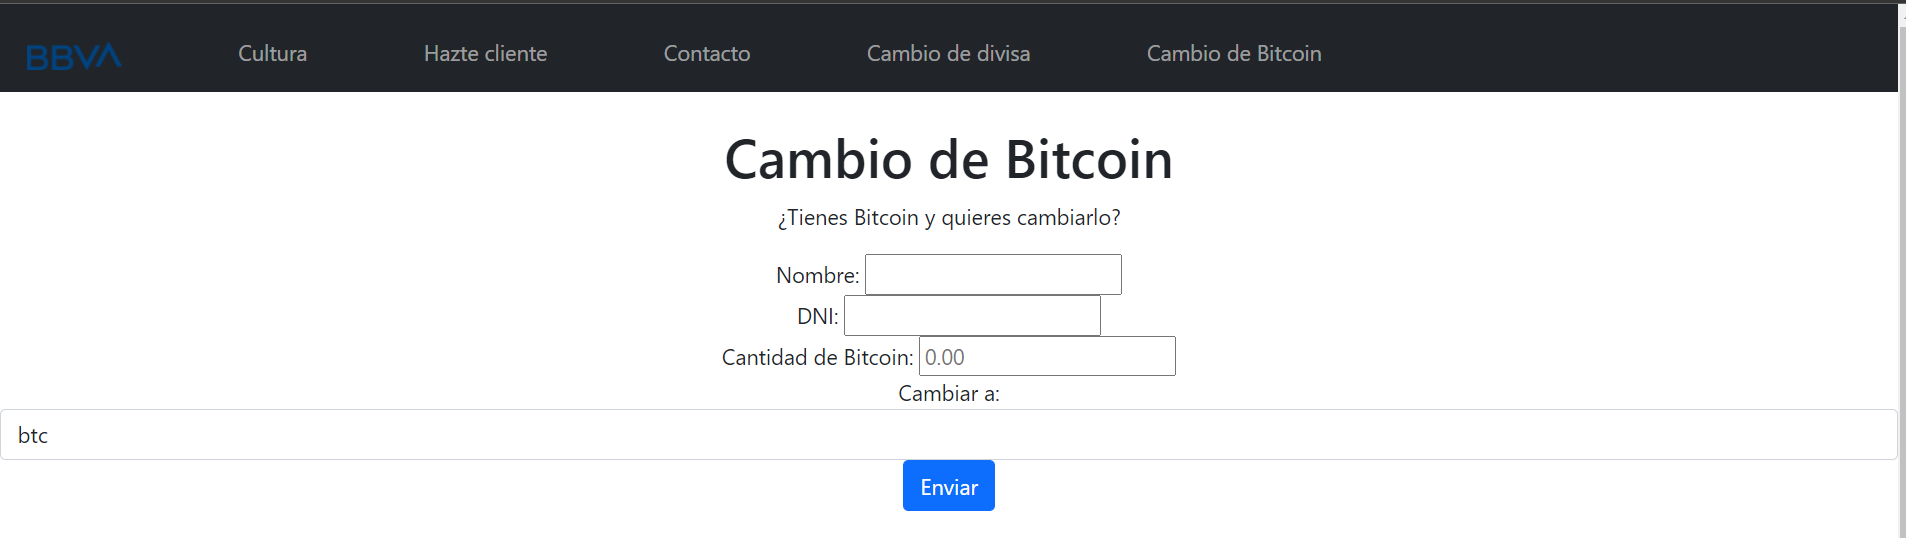 BBVA Cultura Hazte cliente Contacto Cambio de divisa Cambio de Bitcoin
Cambio de Bitcoin
¿Tienes Bitcoin y quieres cambiarlo?
Nombre:
DNI:
Cantidad de Bitcoin: 0.00
Cambiar a:
btc
Enviar